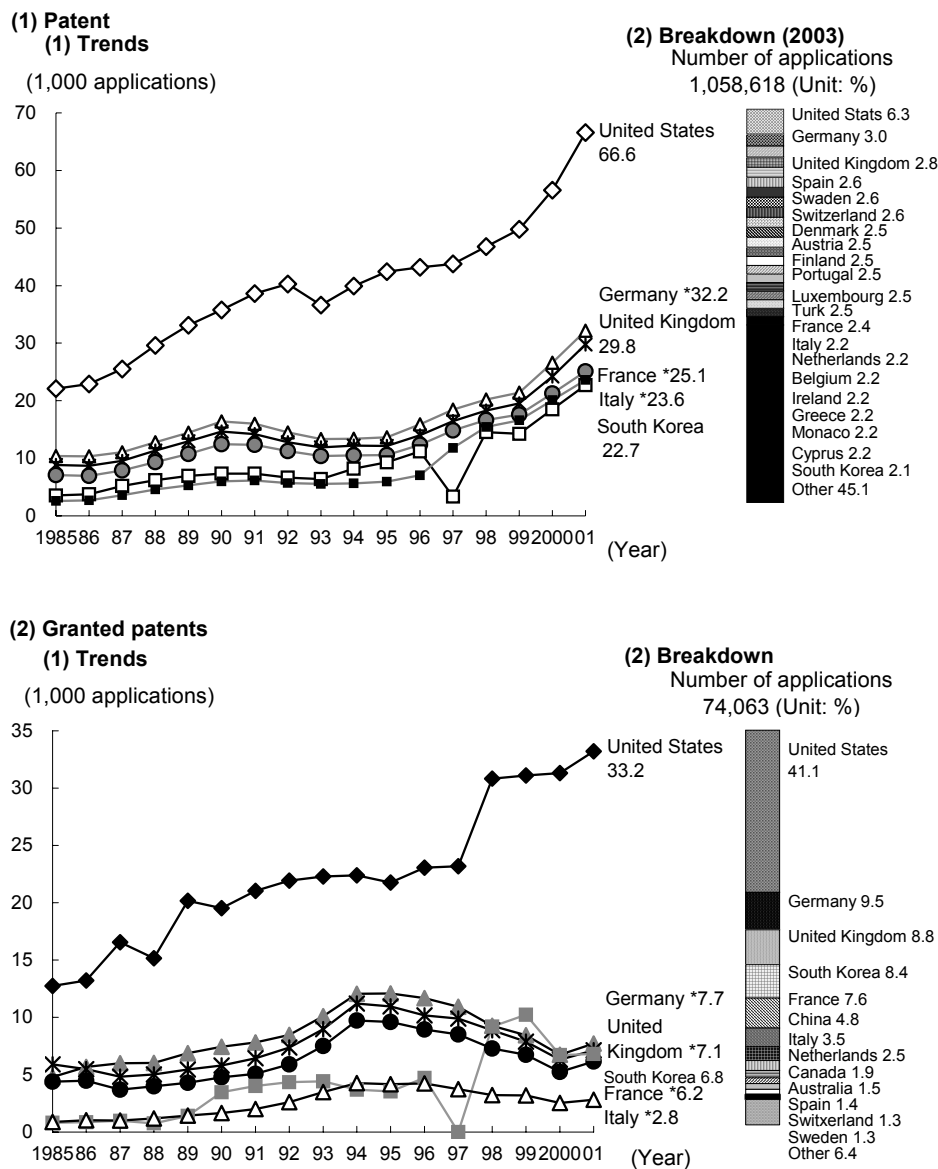 (1) Patent
(1) Trends
(1,000 applications)
70
60
50
40
30
20
10
0
1985 86 87 88 89 90 91 92 93 94 95 96 97 98 99 2000 01
(Year)
United States
66.6
Germany *32.2
United Kingdom
29.8
France *25.1
Italy *23.6
South Korea
22.7
(2) Breakdown (2003)
Number of applications
1,058,618 (Unit: %)
United Stats 6.3
Germany 3.0
United Kingdom 2.8
Spain 2.6
Swaden 2.6
Switzerland 2.6
Denmark 2.5
Austria 2.5
Finland 2.5
Portugal 2.5
Luxembourg 2.5
Turk 2.5
France 2.4
Italy 2.2
Netherlands 2.2
Belgium 2.2
Ireland 2.2
Greece 2.2
Monaco 2.2
Cyprus 2.2
South Korea 2.1
Other 45.1
(2) Granted patents
(1) Trends
(1,000 applications)
35
30
25
20
15
10
5
0
1985 86 87 88 89 90 91 92 93 94 95 96 97 98 99 2000 01
(Year)
United States
33.2
Germany *7.7
United
Kingdom *7.1
South Korea 6.8
France *6.2
Italy *2.8
(2) Breakdown
Number of applications
74,063 (Unit: %)
United States
41.1
Germany 9.5
United Kingdom 8.8
South Korea 8.4
France 7.6
China 4.8
Italy 3.5
Netherlands 2.5
Canada 1.9
Australia 1.5
Spain 1.4
Switzerland 1.3
Sweden 1.3
Other 6.4